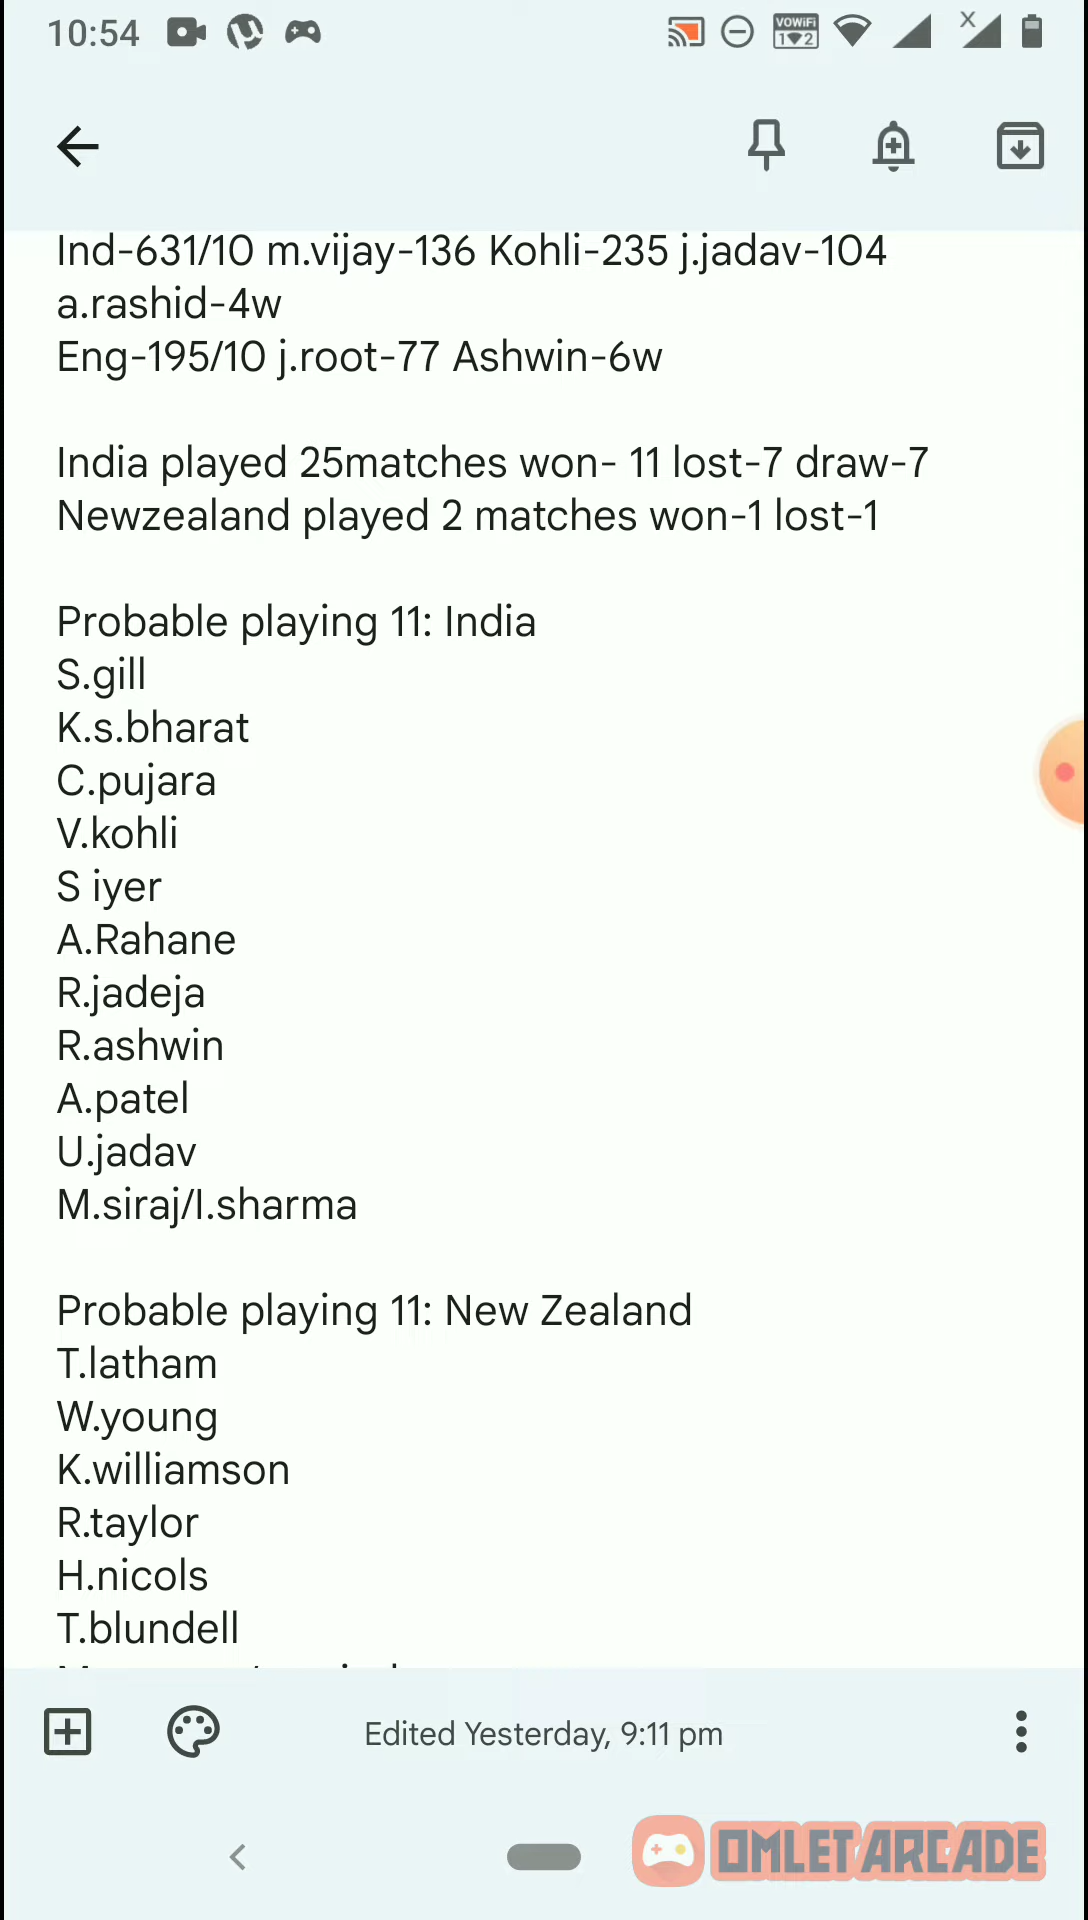 10:54
VOWiFi
1 2
X
Ind-631/10 m.vijay-136 Kohli-235 j.jadav-104
a.rashid-4w
Eng-195/10 j.root-77 Ashwin-6w
India played 25matches won- 11 lost-7 draw-7
Newzealand played 2 matches won-1 lost-1
Probable playing 11: India
S.gill
K.s.bharat
C.pujara
V.kohli
S iyer
A.Rahane
R.jadeja
R.ashwin
A.patel
U.jadav
M.siraj/I.sharma
Probable playing 11: New Zealand
T.latham
W.young
K.williamson
R.taylor
H.nicols
T.blundell
Edited Yesterday, 9:11 pm
OMLET ARCADE